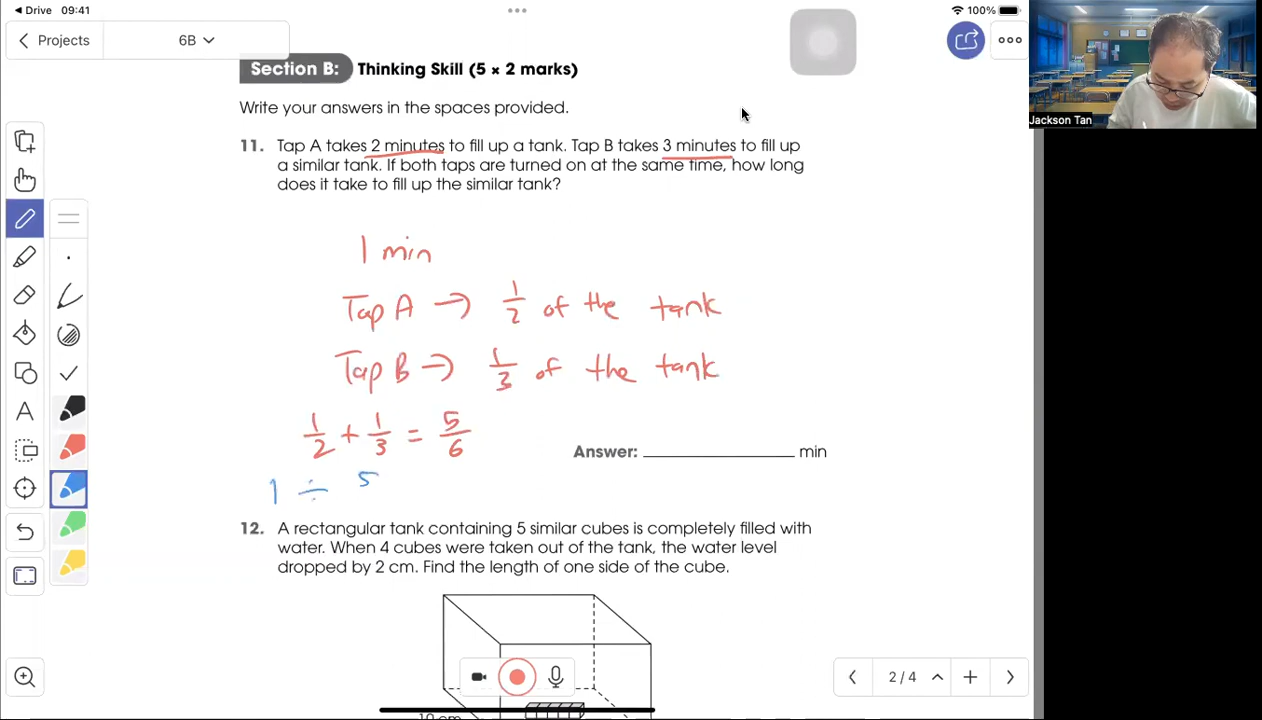 Drive 09:41
100%
Projects
6B
Section B: Thinking Skill (5 × 2 marks)
Write your answers in the spaces provided.
11. Tap A takes 2 minutes to fill up a tank. Tap B takes 3 minutes to fill up
a similar tank. If both taps are turned on at the same time, how long
does it take to fill up the similar tank?
1 min
Tap A → 1/2 of the tank
Tap B → 1/3 of the tank
1/2 + 1/3 = 5/6
Answer: ____________ min
1 ÷ 5
12. A rectangular tank containing 5 similar cubes is completely filled with
water. When 4 cubes were taken out of the tank, the water level
dropped by 2 cm. Find the length of one side of the cube.
2 / 4
Jackson Tan
A